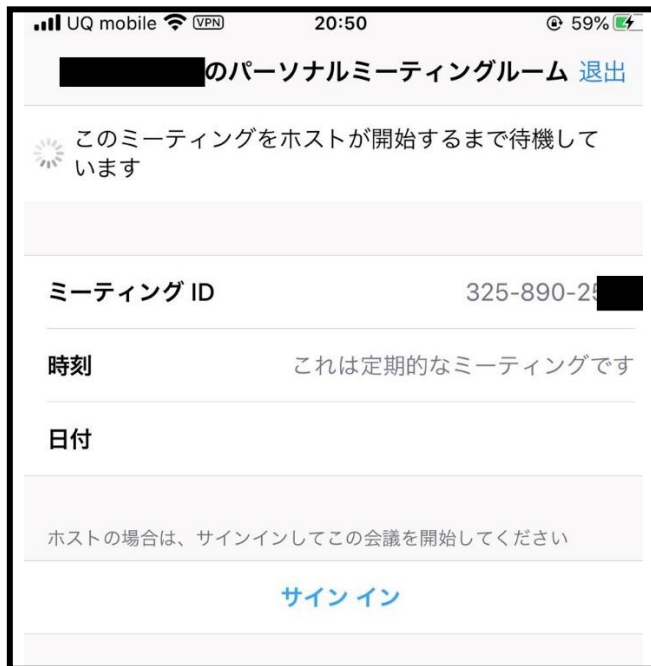 UQ mobile VPN 20:50 59%
のパーソナルミーティングルーム 退出
このミーティングをホストが開始するまで待機して
います
ミーティング ID 325-890-2
時刻 これは定期的なミーティングです
日付
ホストの場合は、サインインしてこの会議を開始してください
サイン イン